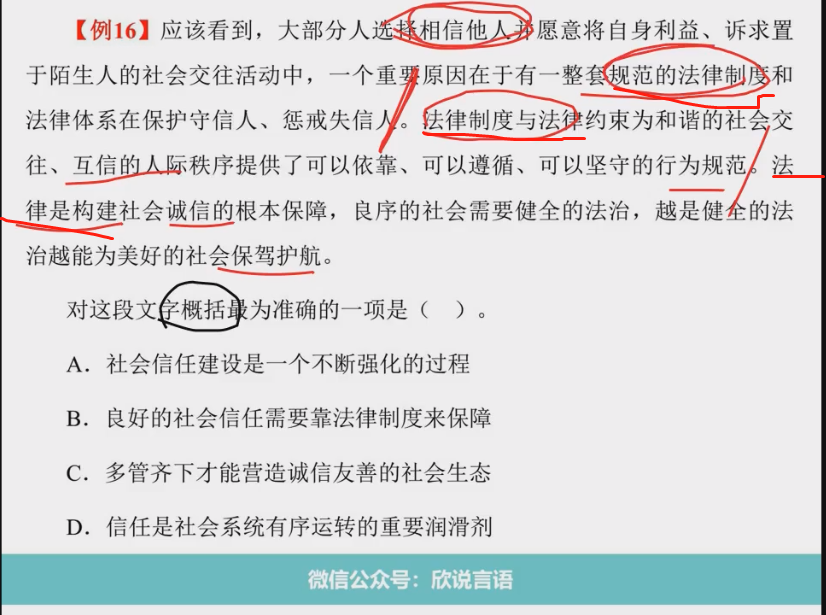 【例16】应该看到，大部分人选择相信他人并愿意将自身利益、诉求置
于陌生人的社会交往活动中，一个重要原因在于有一整套规范的法律制度和
法律体系在保护守信人、惩戒失信人。法律制度与法律约束为和谐的社会交
往、互信的人际秩序提供了可以依靠、可以遵循、可以坚守的行为规范。法
律是构建社会诚信的根本保障，良序的社会需要健全的法治，越是健全的法
治越能为美好的社会保驾护航。
对这段文字概括最为准确的一项是（ ）。
A．社会信任建设是一个不断强化的过程
B．良好的社会信任需要靠法律制度来保障
C．多管齐下才能营造诚信友善的社会生态
D．信任是社会系统有序运转的重要润滑剂
微信公众号：欣说言语